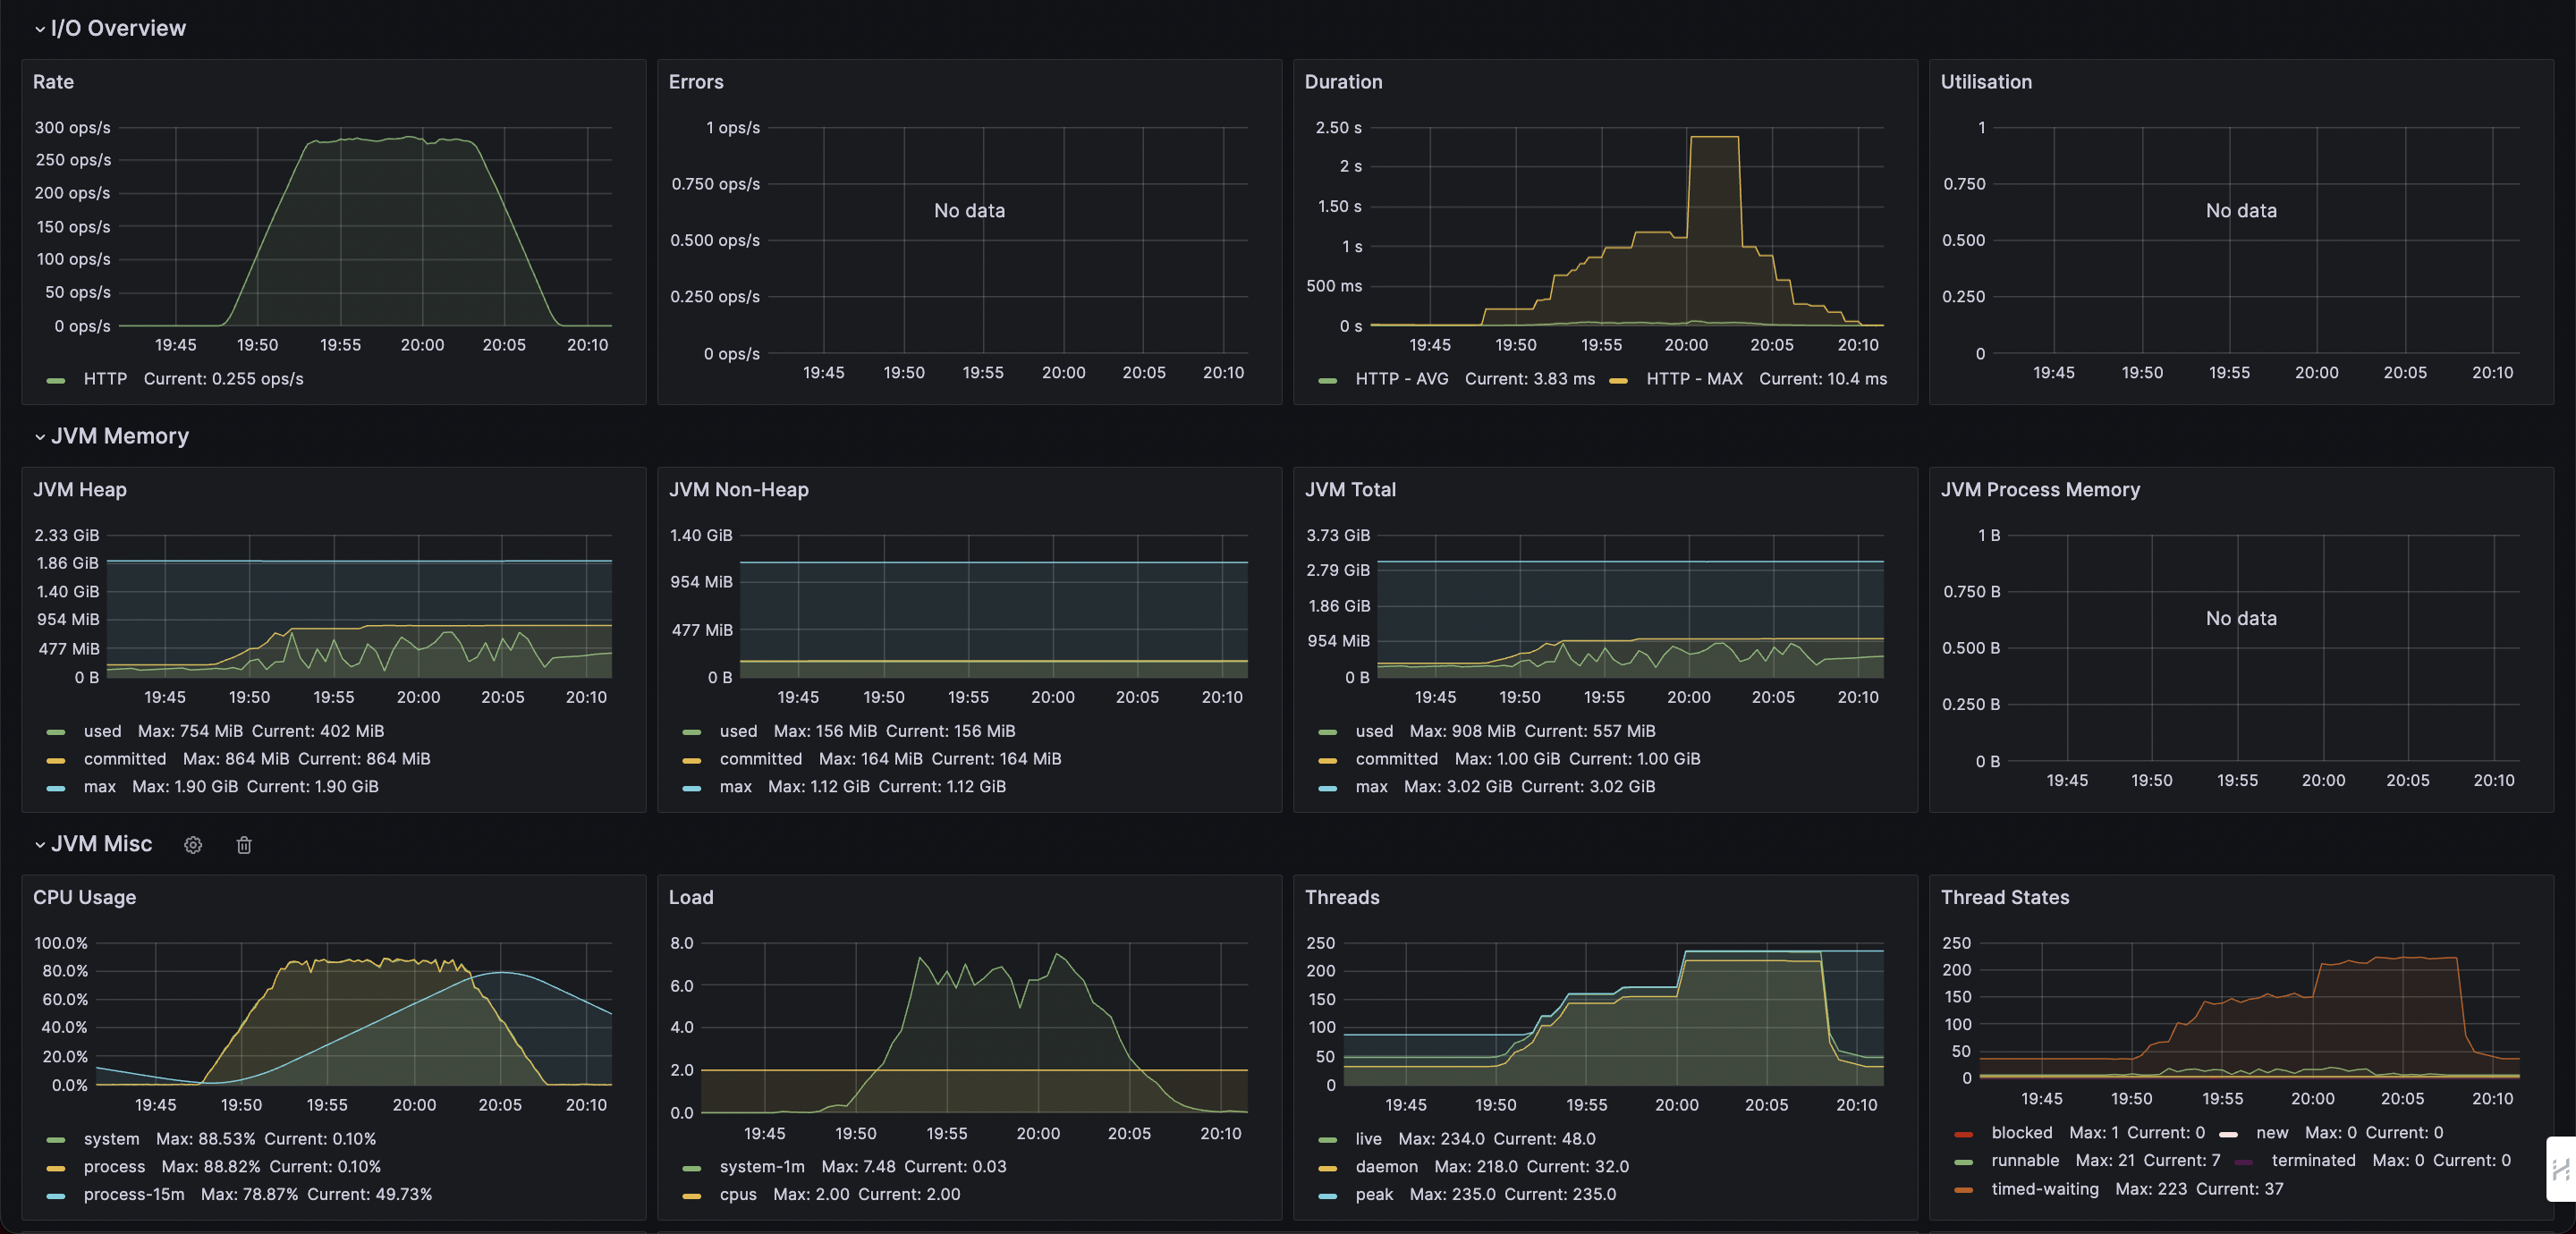 I/O Overview
Rate
300 ops/s
250 ops/s
200 ops/s
150 ops/s
100 ops/s
50 ops/s
0 ops/s
19:45 19:50 19:55 20:00 20:05 20:10
HTTP Current: 0.255 ops/s
Errors
1 ops/s
0.750 ops/s
0.500 ops/s
0.250 ops/s
0 ops/s
No data
19:45 19:50 19:55 20:00 20:05 20:10
Duration
2.50 s
2 s
1.50 s
1 s
500 ms
0 s
19:45 19:50 19:55 20:00 20:05 20:10
HTTP - AVG Current: 3.83 ms HTTP - MAX Current: 10.4 ms
Utilisation
1
0.750
0.500
0.250
0
No data
19:45 19:50 19:55 20:00 20:05 20:10
JVM Memory
JVM Heap
2.33 GiB
1.86 GiB
1.40 GiB
954 MiB
477 MiB
0 B
19:45 19:50 19:55 20:00 20:05 20:10
used Max: 754 MiB Current: 402 MiB
committed Max: 864 MiB Current: 864 MiB
max Max: 1.90 GiB Current: 1.90 GiB
JVM Non-Heap
1.40 GiB
954 MiB
477 MiB
0 B
19:45 19:50 19:55 20:00 20:05 20:10
used Max: 156 MiB Current: 156 MiB
committed Max: 164 MiB Current: 164 MiB
max Max: 1.12 GiB Current: 1.12 GiB
JVM Total
3.73 GiB
2.79 GiB
1.86 GiB
954 MiB
0 B
19:45 19:50 19:55 20:00 20:05 20:10
used Max: 908 MiB Current: 557 MiB
committed Max: 1.00 GiB Current: 1.00 GiB
max Max: 3.02 GiB Current: 3.02 GiB
JVM Process Memory
1 B
0.750 B
0.500 B
0.250 B
0 B
No data
19:45 19:50 19:55 20:00 20:05 20:10
JVM Misc
CPU Usage
100.0%
80.0%
60.0%
40.0%
20.0%
0.0%
19:45 19:50 19:55 20:00 20:05 20:10
system Max: 88.53% Current: 0.10%
process Max: 88.82% Current: 0.10%
process-15m Max: 78.87% Current: 49.73%
Load
8.0
6.0
4.0
2.0
0.0
19:45 19:50 19:55 20:00 20:05 20:10
system-1m Max: 7.48 Current: 0.03
cpus Max: 2.00 Current: 2.00
Threads
250
200
150
100
50
0
19:45 19:50 19:55 20:00 20:05 20:10
live Max: 234.0 Current: 48.0
daemon Max: 218.0 Current: 32.0
peak Max: 235.0 Current: 235.0
Thread States
250
200
150
100
50
0
19:45 19:50 19:55 20:00 20:05 20:10
blocked Max: 1 Current: 0 new Max: 0 Current: 0
runnable Max: 21 Current: 7 terminated Max: 0 Current: 0
timed-waiting Max: 223 Current: 37